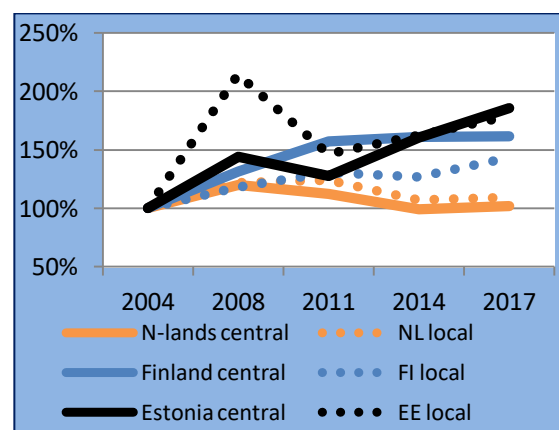 250%
200%
150%
100%
50%
2004 2008 2011 2014 2017
N-lands central NL local
Finland central FI local
Estonia central EE local